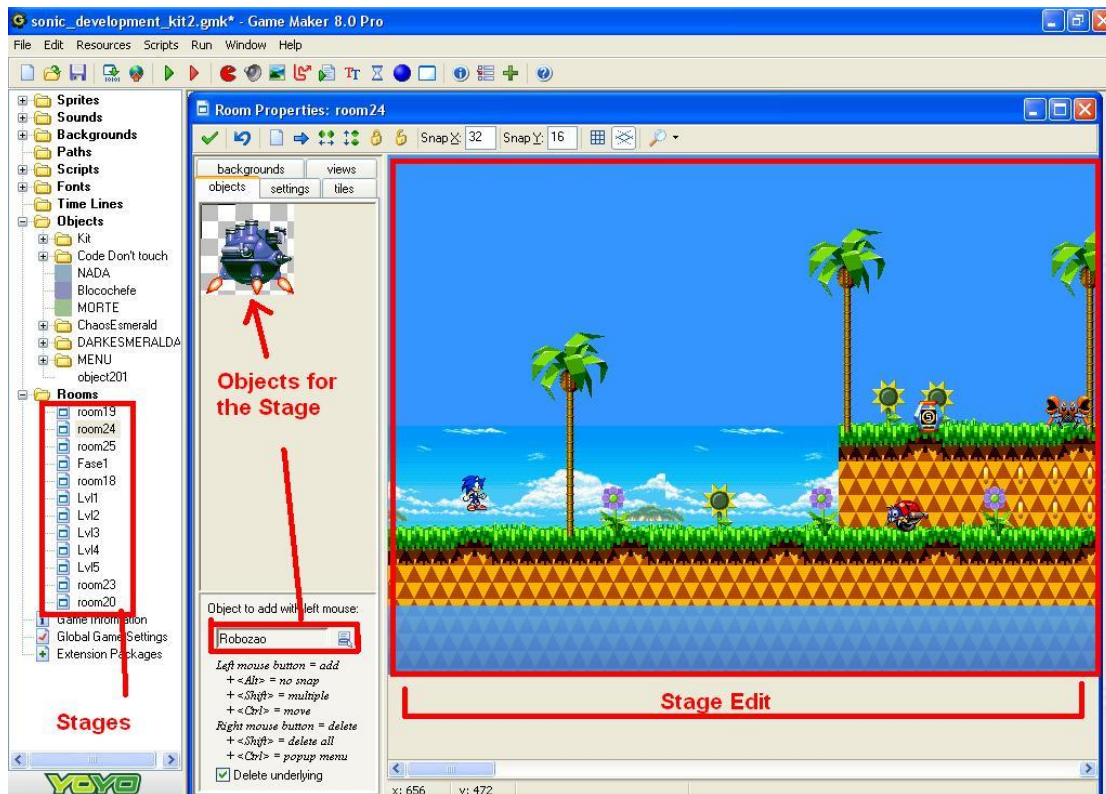 sonic_development_kit2.gmk* - Game Maker 8.0 Pro
File Edit Resources Scripts Run Window Help
Sprites
Sounds
Backgrounds
Paths
Scripts
Fonts
Time Lines
Objects
Kit
Code Don't touch
NADA
Blocochefe
MORTE
ChaosEsmerald
DARKESMERALDA
MENU
object201
Rooms
room19
room24
room25
Fase1
room18
Lvl1
Lvl2
Lvl3
Lvl4
Lvl5
room23
room20
Game Information
Global Game Settings
Extension Packages
Stages
YOYO
Room Properties: room24
Snap X: 32 Snap Y: 16
backgrounds views
objects settings tiles
Objects for
the Stage
Object to add with left mouse:
Robozao
Left mouse button = add
+ <Alt> = no snap
+ <Shift> = multiple
+ <Ctrl> = move
Right mouse button = delete
+ <Shift> = delete all
+ <Ctrl> = popup menu
Delete underlying
5
Stage Edit
x: 656 y: 472